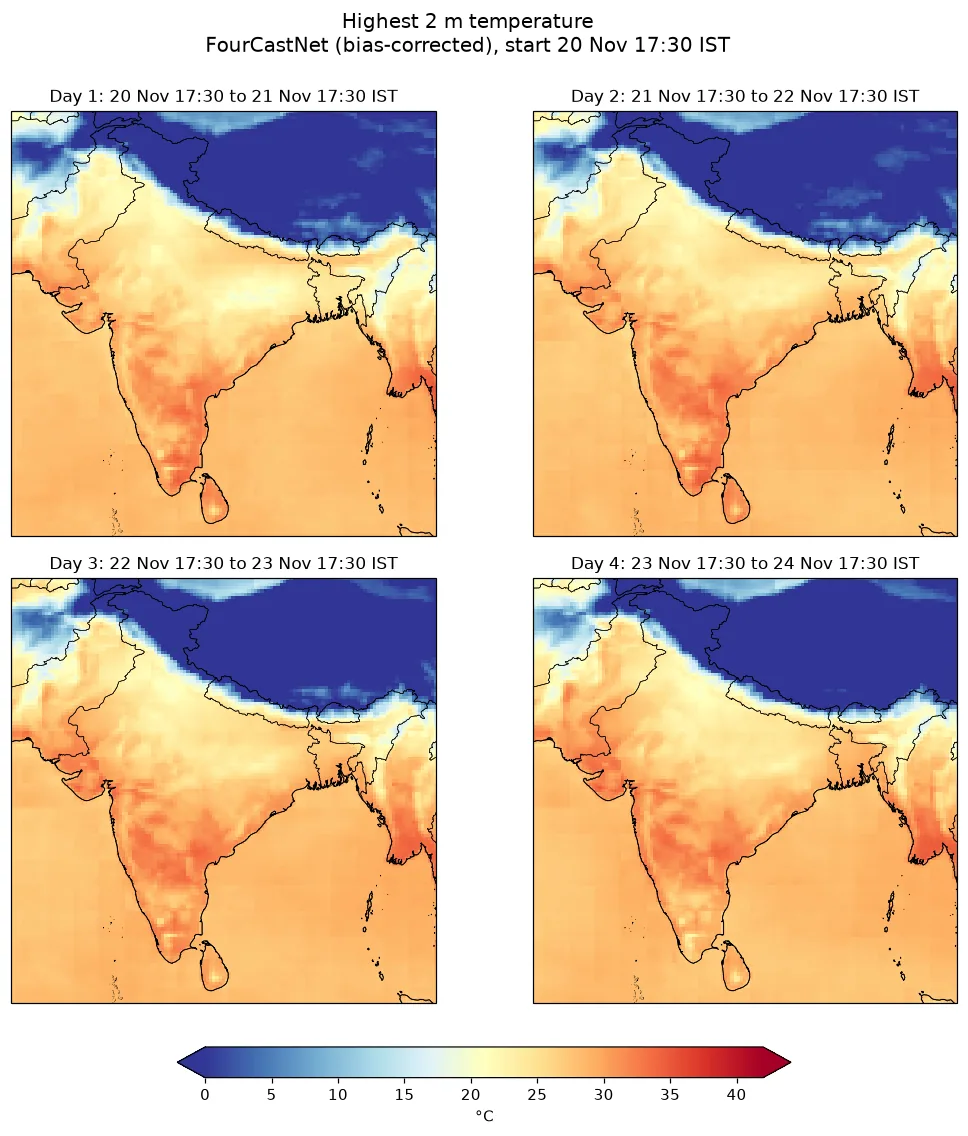 Highest 2 m temperature
FourCastNet (bias-corrected), start 20 Nov 17:30 IST
Day 1: 20 Nov 17:30 to 21 Nov 17:30 IST
Day 2: 21 Nov 17:30 to 22 Nov 17:30 IST
Day 3: 22 Nov 17:30 to 23 Nov 17:30 IST
Day 4: 23 Nov 17:30 to 24 Nov 17:30 IST
0 5 10 15 20 25 30 35 40
°C